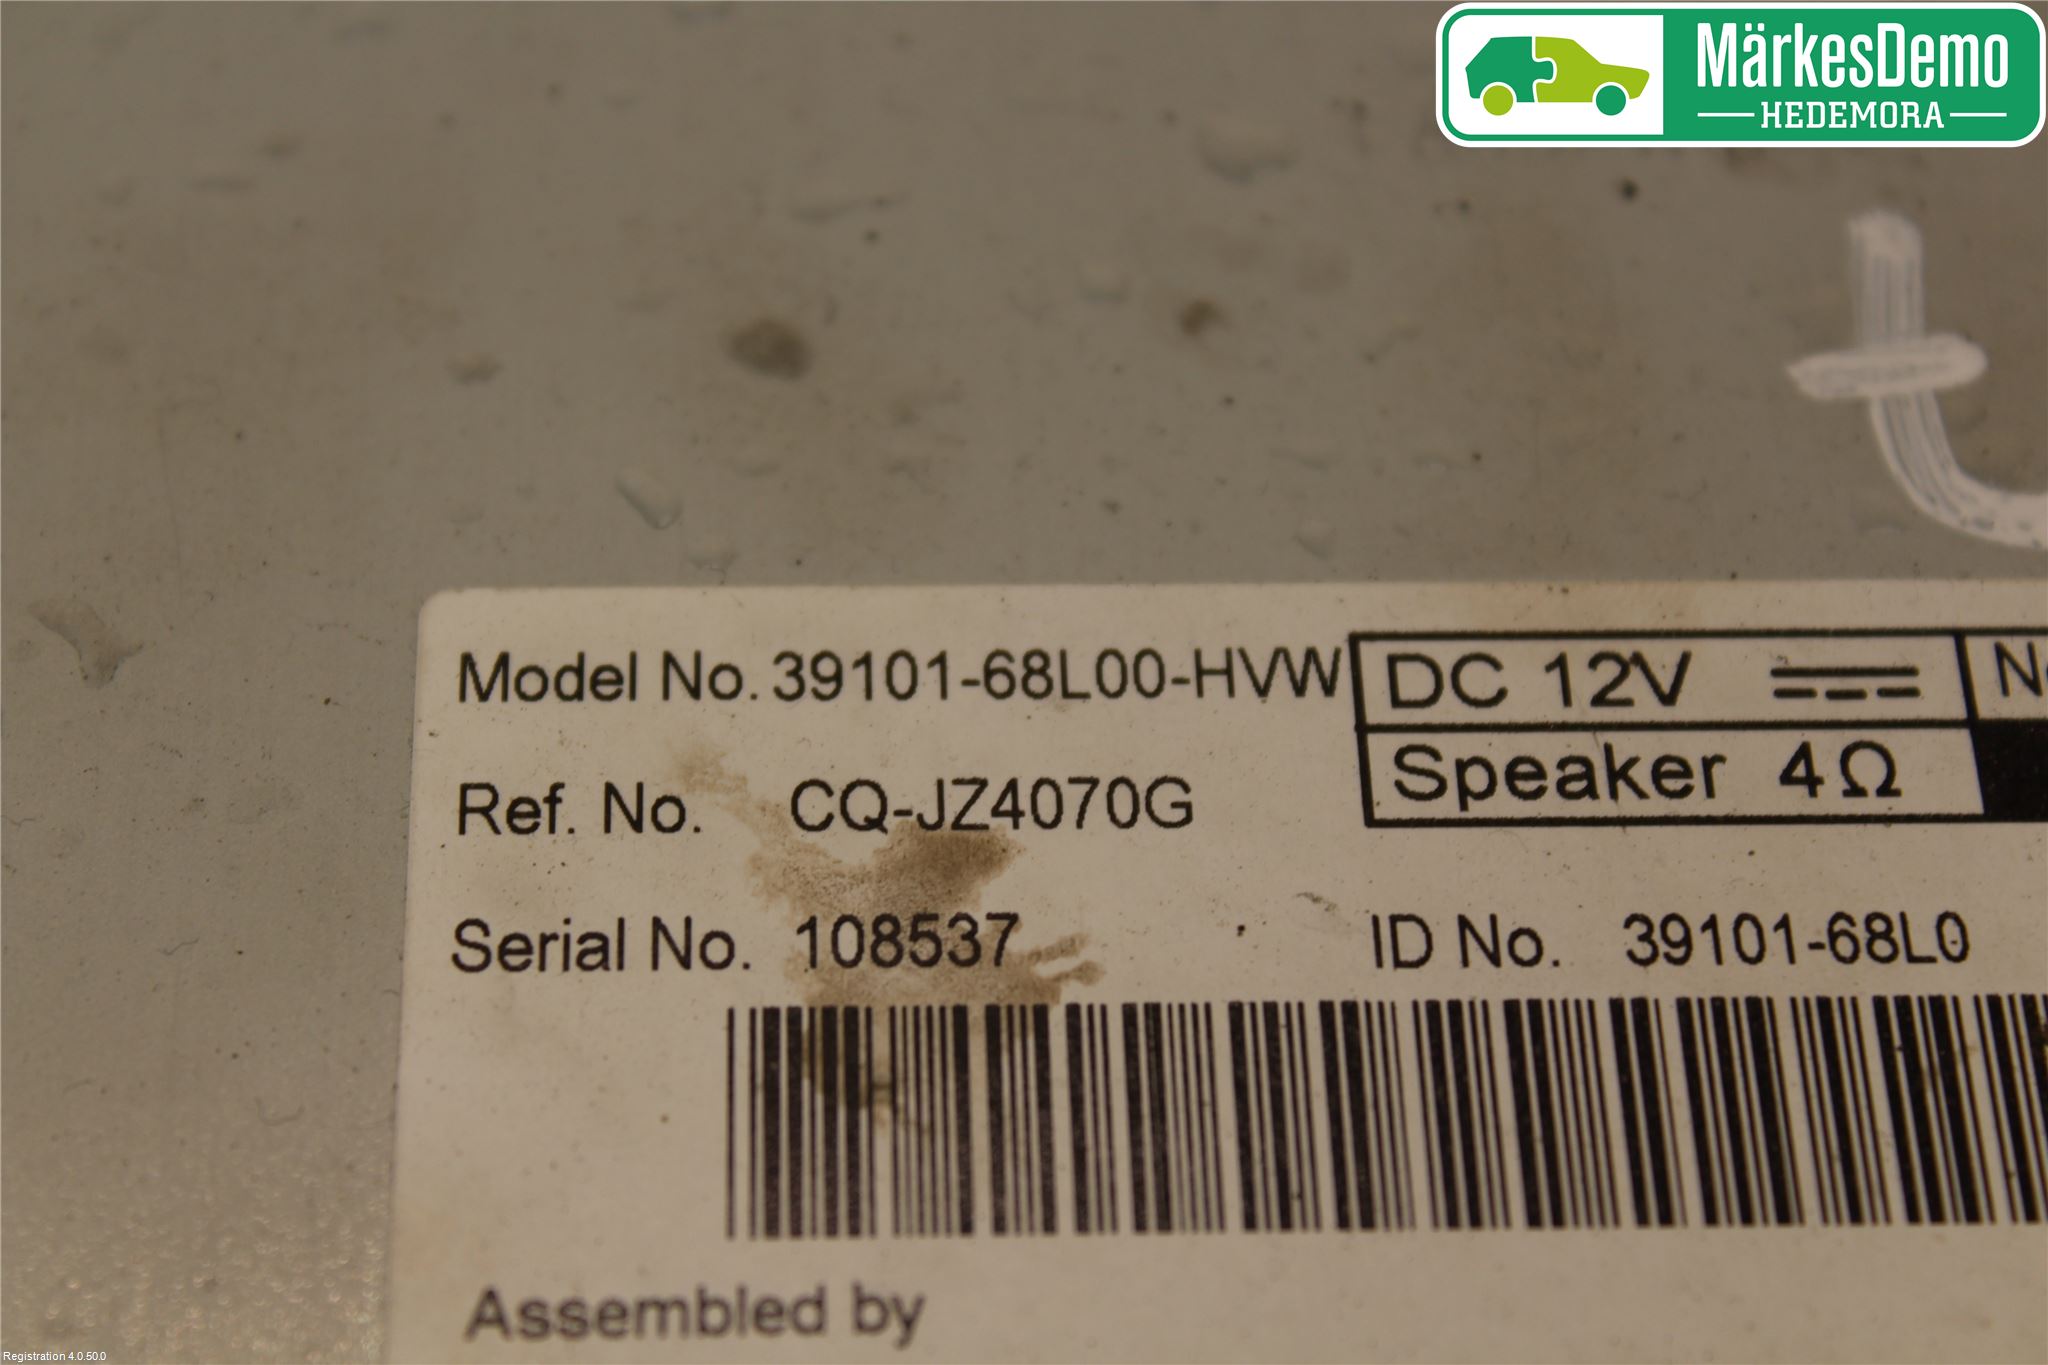 MärkesDemo
HEDEMORA
Model No. 39101-68L00-HVW
DC 12V
Ref. No. CQ-JZ4070G
Speaker 4Ω
Serial No. 108537
ID No. 39101-68L0
Assembled by
Registration 4.0.50.0